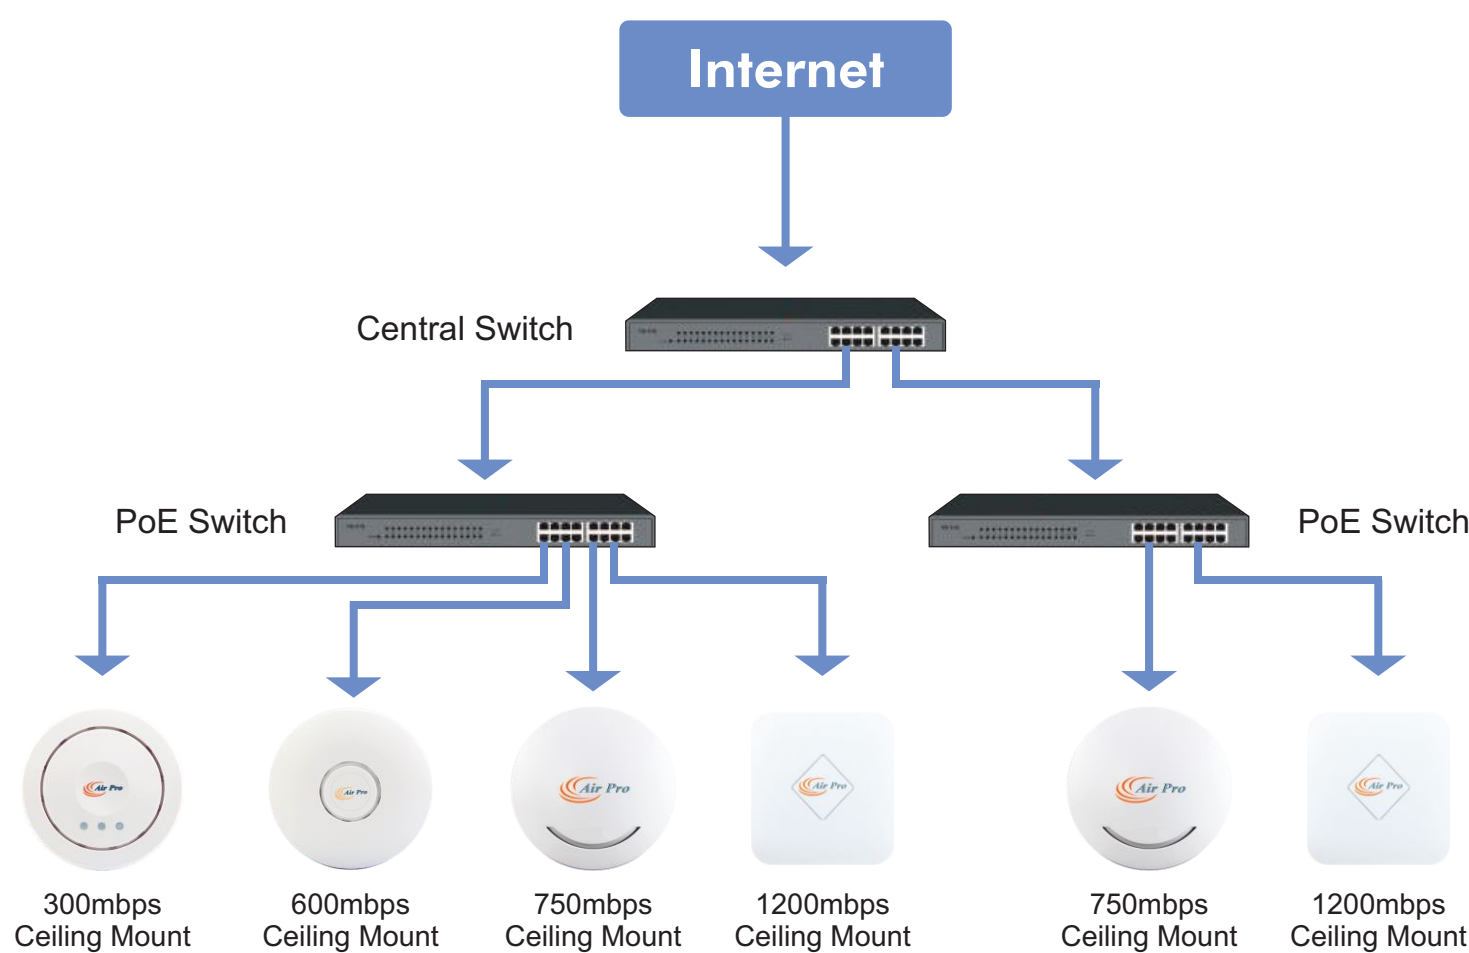 Internet
Central Switch
PoE Switch
PoE Switch
Air Pro
Air Pro
Air Pro
Air Pro
Air Pro
Air Pro
300mbps
Ceiling Mount
600mbps
Ceiling Mount
750mbps
Ceiling Mount
1200mbps
Ceiling Mount
750mbps
Ceiling Mount
1200mbps
Ceiling Mount